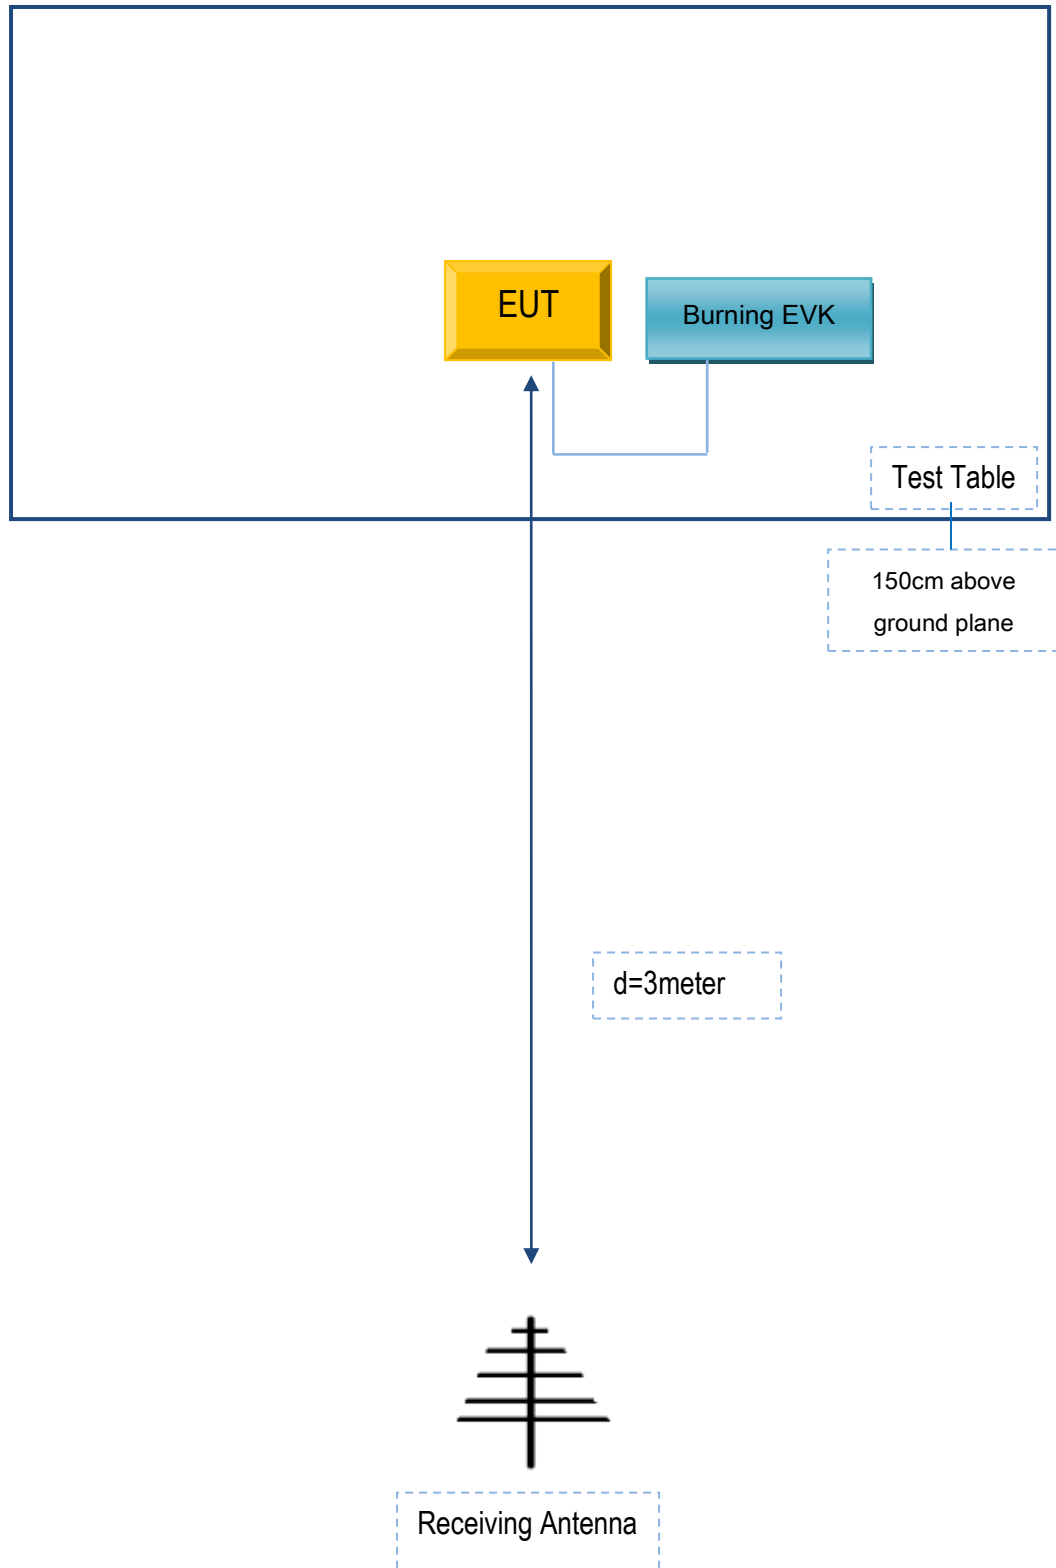 EUT
Burning EVK
Test Table
150cm above
ground plane
d=3meter
Receiving Antenna